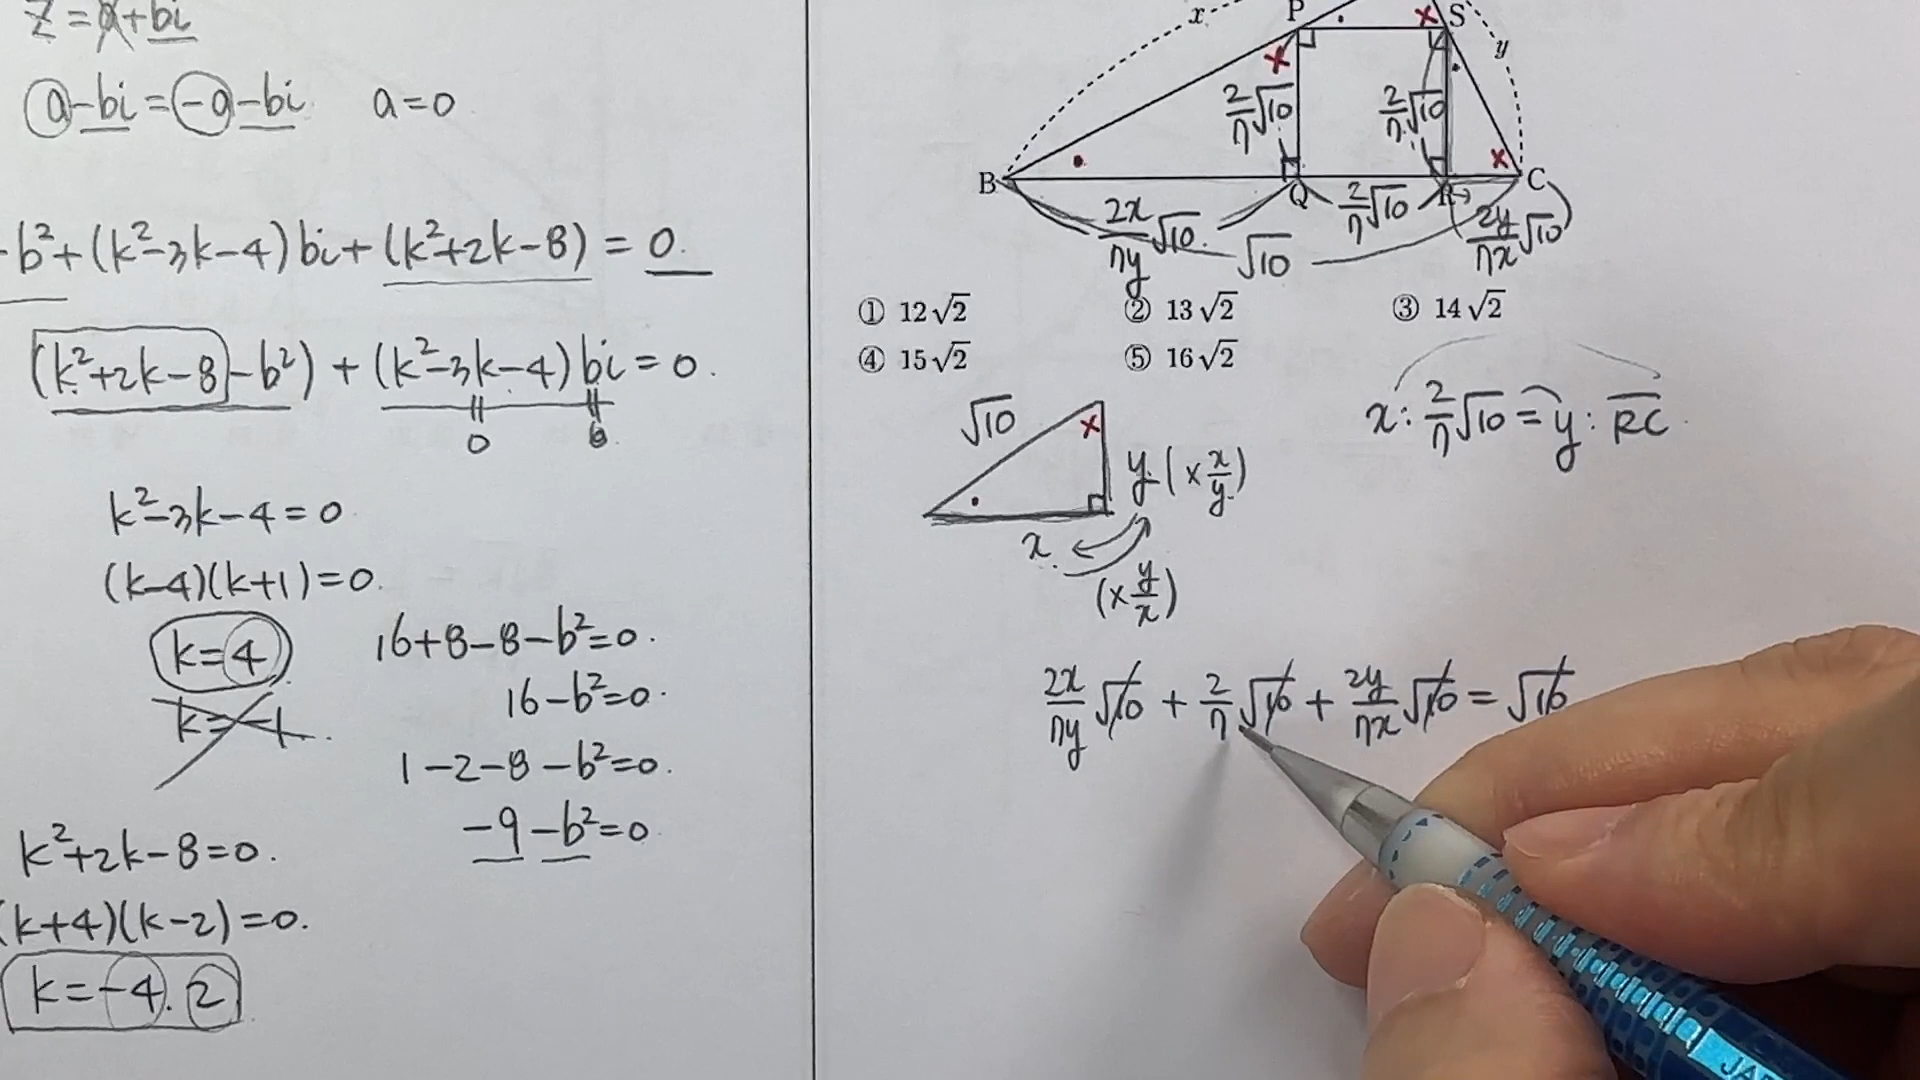 z=a+bi
a-bi=-a-bi. a=0
-b²+(k²-3k-4)bi+(k²+2k-8)=0.
(k²+2k-8-b²)+(k²-3k-4)bi=0.
0 0
k²-3k-4=0
(k-4)(k+1)=0.
k=4
k=-1.
16+8-8-b²=0.
16-b²=0.
1-2-8-b²=0.
-9-b²=0.
k²+2k-8=0.
(k+4)(k-2)=0.
k=-4.2
x P × S y
×
2/7√10 2/7√10
B × Q R C
2x/7y√10. 2/7√10 2y/7x√10
√10
① 12√2 ② 13√2 ③ 14√2
④ 15√2 ⑤ 16√2
x:2/7√10=y:RC.
√10 × y(×x/y)
x
(×y/x)
2x/7y√10+2/7√10+2y/7x√10=√10
JAPA